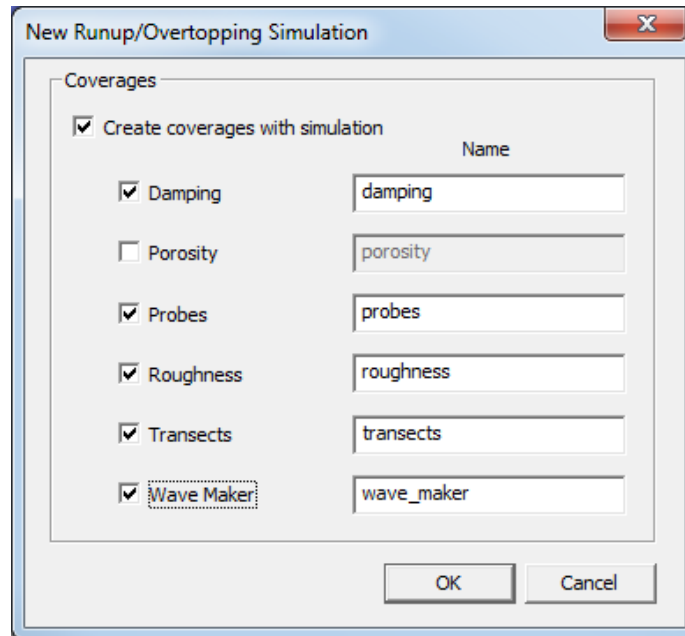 New Runup/Overtopping Simulation
Coverages
Create coverages with simulation
Name
Damping damping
Porosity porosity
Probes probes
Roughness roughness
Transects transects
Wave Maker wave_maker
OK Cancel